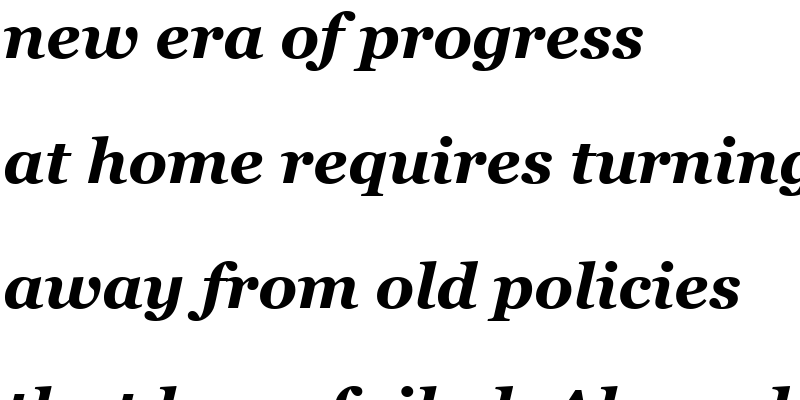 new era of progress
at home requires turning
away from old policies